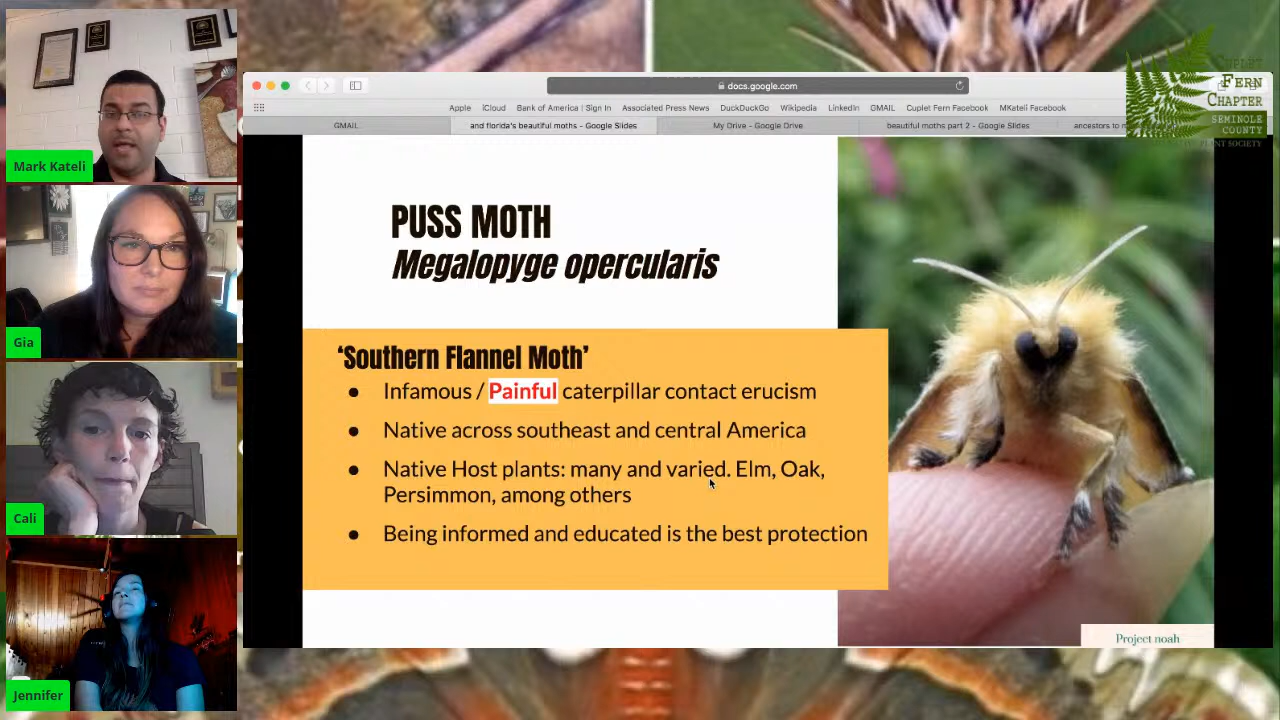 Mark Kateli
Gia
Cali
Jennifer
docs.google.com
Apple iCloud Bank of America | Sign In Associated Press News DuckDuckGo Wikipedia LinkedIn GMAIL Cuplet Fern Facebook MKateli Facebook
GMAIL and florida's beautiful moths - Google Slides My Drive - Google Drive beautiful moths part 2 - Google Slides ancestors to
CUPLET
FERN
CHAPTER
SEMINOLE
COUNTY
PLANT SOCIETY
PUSS MOTH
Megalopyge opercularis
‘Southern Flannel Moth’
● Infamous / Painful caterpillar contact erucism
● Native across southeast and central America
● Native Host plants: many and varied. Elm, Oak,
Persimmon, among others
● Being informed and educated is the best protection
Project noah